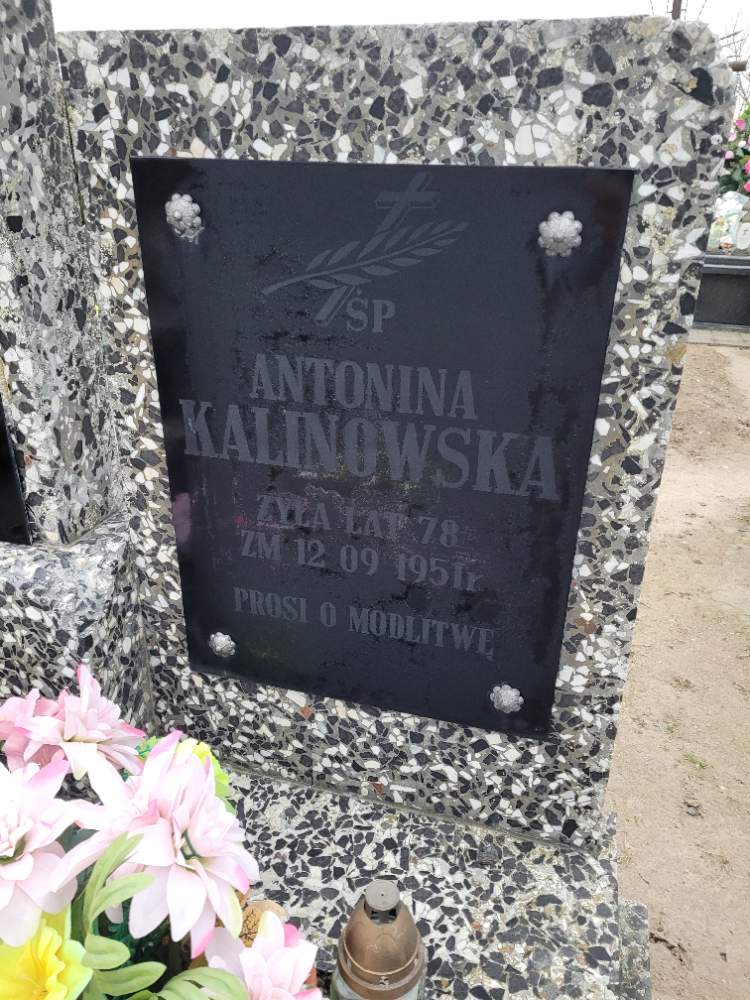 ŚP
ANTONINA
KALINOWSKA
ŻYŁA LAT 78
ZM 12 09 1951r.
PROSI O MODLITWĘ